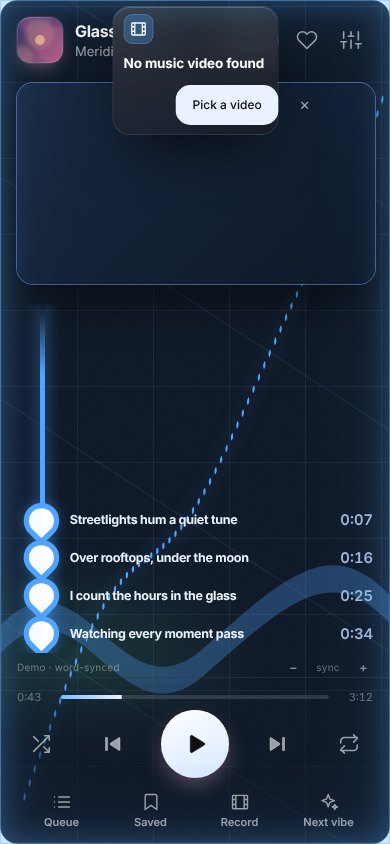 Glass
Meridi
No music video found
Pick a video
×
Streetlights hum a quiet tune 0:07
Over rooftops, under the moon 0:16
I count the hours in the glass 0:25
Watching every moment pass 0:34
Demo · word-synced − sync +
0:43 3:12
Queue Saved Record Next vibe